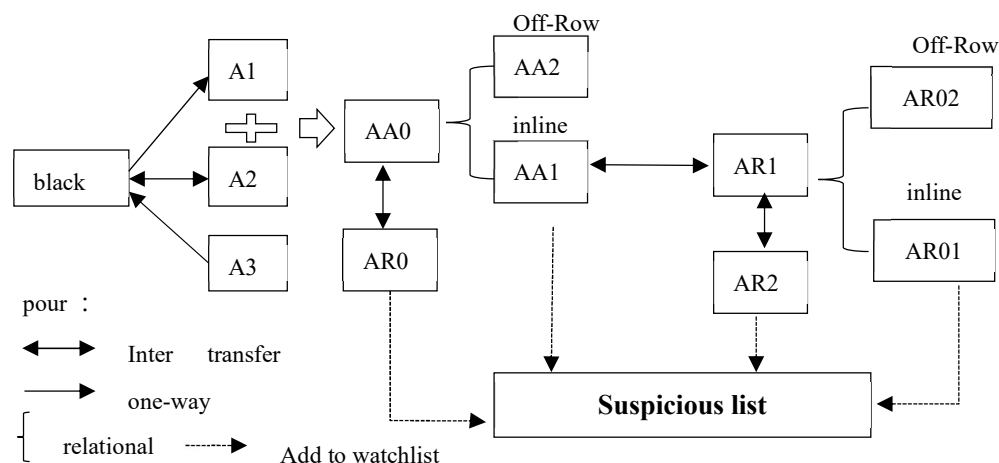 Off-Row
A1
AA2
Off-Row
AR02
AA0
inline
black
A2
AA1
AR1
inline
AR01
A3
AR0
AR2
pour :
Inter transfer
one-way
relational
Add to watchlist
Suspicious list